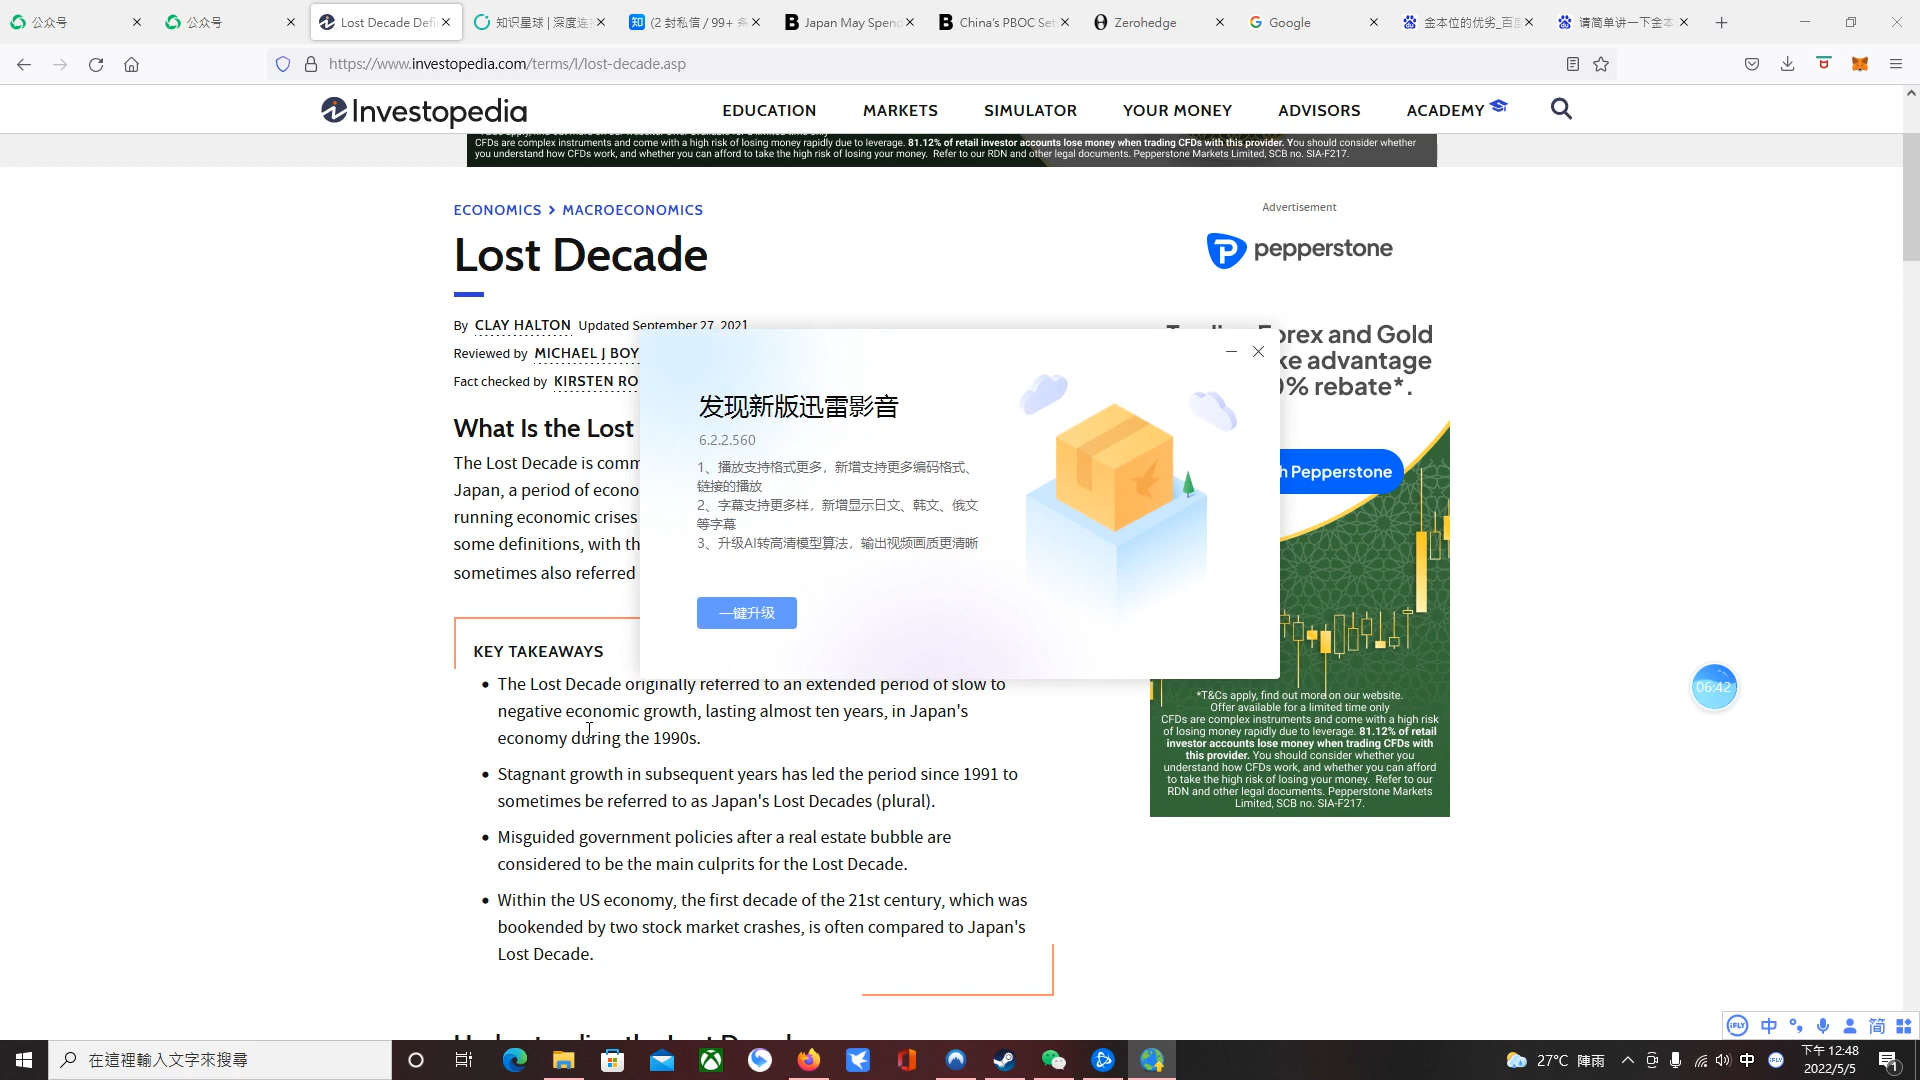 公众号
公众号
Lost Decade Defi
知识星球 | 深度连
(2 封私信 / 99+ 条
Japan May Spend
China's PBOC Set
Zerohedge
Google
金本位的优劣_百度
请简单讲一下金本
https://www.investopedia.com/terms/l/lost-decade.asp
Investopedia
EDUCATION
MARKETS
SIMULATOR
YOUR MONEY
ADVISORS
ACADEMY
CFDs are complex instruments and come with a high risk of losing money rapidly due to leverage. 81.12% of retail investor accounts lose money when trading CFDs with this provider. You should consider whether
you understand how CFDs work, and whether you can afford to take the high risk of losing your money. Refer to our RDN and other legal documents. Pepperstone Markets Limited, SCB no. SIA-F217.
ECONOMICS > MACROECONOMICS
Lost Decade
By CLAY HALTON Updated September 27, 2021
Reviewed by MICHAEL J BOY
Fact checked by KIRSTEN RO
What Is the Lost
The Lost Decade is comm
Japan, a period of econo
running economic crises
some definitions, with th
sometimes also referred
KEY TAKEAWAYS
The Lost Decade originally referred to an extended period of slow to
negative economic growth, lasting almost ten years, in Japan's
economy during the 1990s.
Stagnant growth in subsequent years has led the period since 1991 to
sometimes be referred to as Japan's Lost Decades (plural).
Misguided government policies after a real estate bubble are
considered to be the main culprits for the Lost Decade.
Within the US economy, the first decade of the 21st century, which was
bookended by two stock market crashes, is often compared to Japan's
Lost Decade.
发现新版迅雷影音
6.2.2.560
1、播放支持格式更多，新增支持更多编码格式、
链接的播放
2、字幕支持更多样，新增显示日文、韩文、俄文
等字幕
3、升级AI转高清模型算法，输出视频画质更清晰
一键升级
Advertisement
pepperstone
orex and Gold
ke advantage
% rebate*.
h Pepperstone
*T&Cs apply, find out more on our website.
Offer available for a limited time only
CFDs are complex instruments and come with a high risk
of losing money rapidly due to leverage. 81.12% of retail
investor accounts lose money when trading CFDs with
this provider. You should consider whether you
understand how CFDs work, and whether you can afford
to take the high risk of losing your money. Refer to our
RDN and other legal documents. Pepperstone Markets
Limited, SCB no. SIA-F217.
06:42
iFLY 中 简
在這裡輸入文字來搜尋
27°C 陣雨
中
下午 12:48
2022/5/5
1